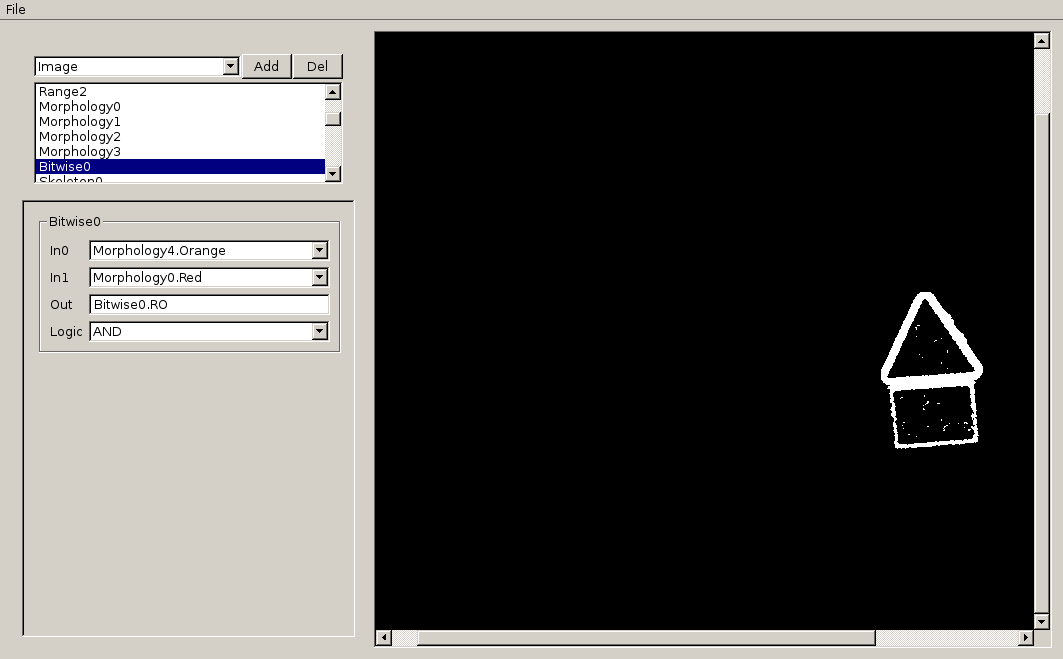 File
Image Add Del
Range2
Morphology0
Morphology1
Morphology2
Morphology3
Bitwise0
Skeleton0
Bitwise0
In0 Morphology4.Orange
In1 Morphology0.Red
Out Bitwise0.RO
Logic AND